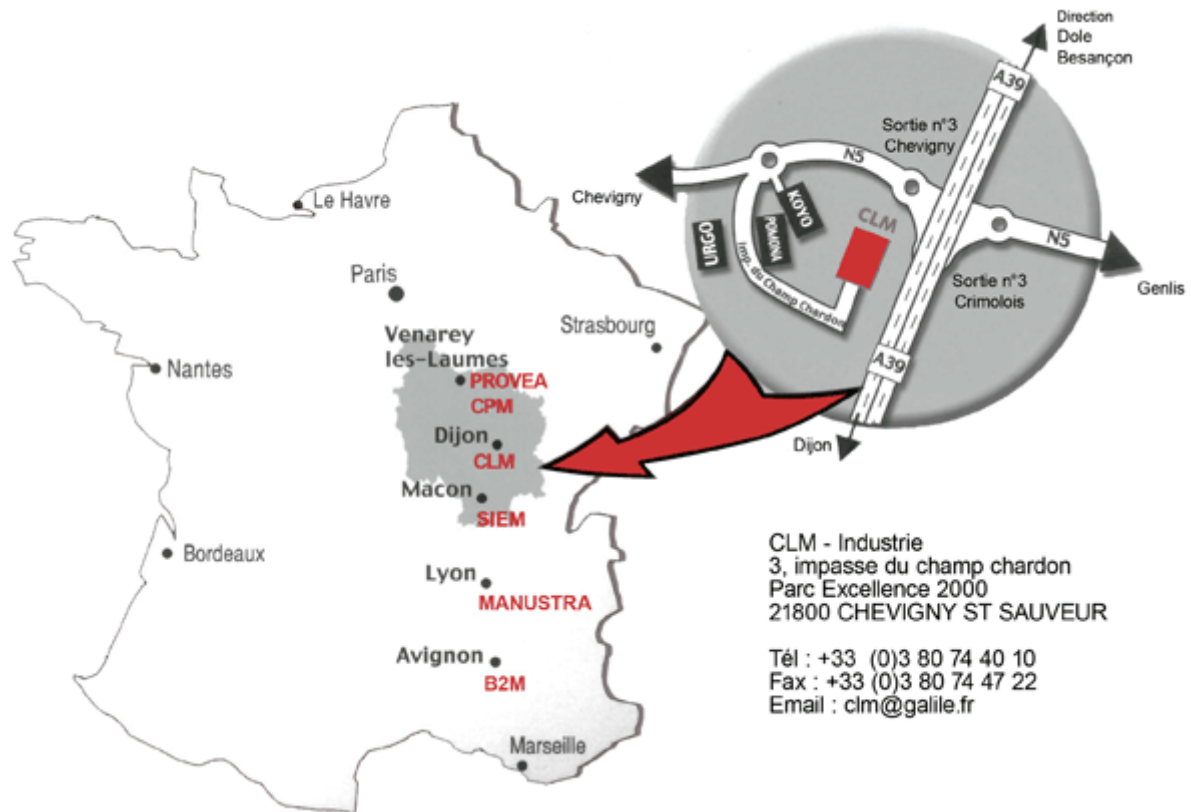 Le Havre
Paris
Venarey
les-Laumes
PROVEA
CPM
Strasbourg
Nantes
Dijon
CLM
Macon
SIEM
Bordeaux
Lyon
MANUSTRA
Avignon
B2M
Marseille
Direction
Dole
Besançon
A39
Sortie n°3
Chevigny
N5
Chevigny
KOYO
POMONA
URGO
CLM
Imp. du Champ Chardon
N5
Genlis
Sortie n°3
Crimolois
A39
Dijon
CLM - Industrie
3, impasse du champ chardon
Parc Excellence 2000
21800 CHEVIGNY ST SAUVEUR
Tél : +33 (0)3 80 74 40 10
Fax : +33 (0)3 80 74 47 22
Email : clm@galile.fr